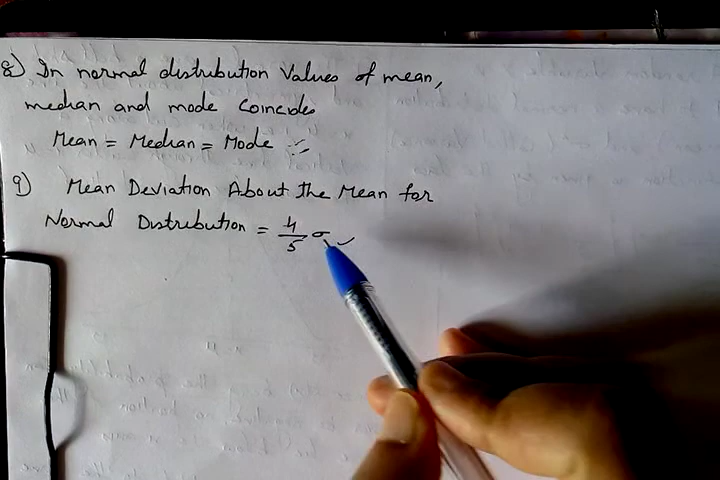 8) In normal distribution Values of mean,
median and mode Coincides
Mean = Median = Mode
9) Mean Deviation About the Mean for
Normal Distribution = 4/5 σ